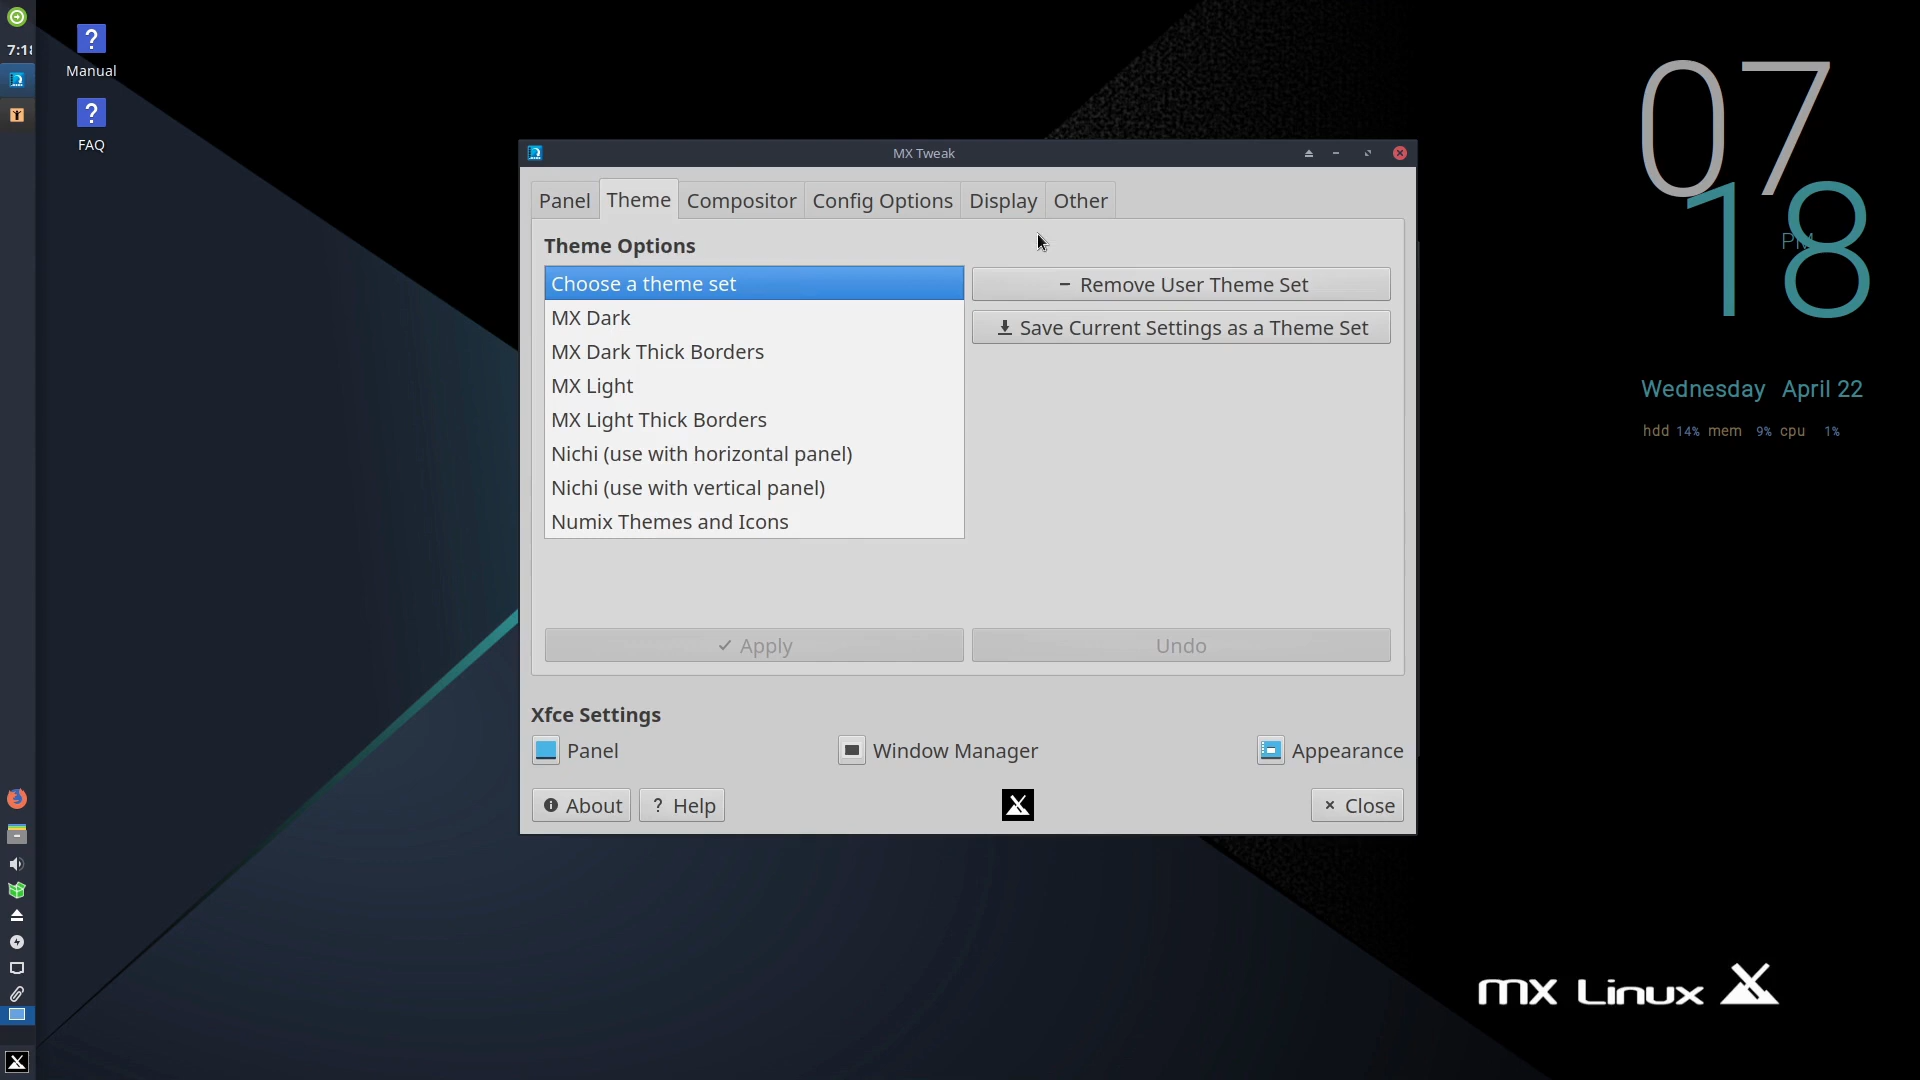 7:18
Manual
FAQ
MX Tweak
Panel Theme Compositor Config Options Display Other
Theme Options
Choose a theme set
MX Dark
MX Dark Thick Borders
MX Light
MX Light Thick Borders
Nichi (use with horizontal panel)
Nichi (use with vertical panel)
Numix Themes and Icons
Remove User Theme Set
Save Current Settings as a Theme Set
Apply
Undo
Xfce Settings
Panel
Window Manager
Appearance
About
? Help
Close
07
18
PM
Wednesday April 22
hdd 14% mem 9% cpu 1%
mx Linux